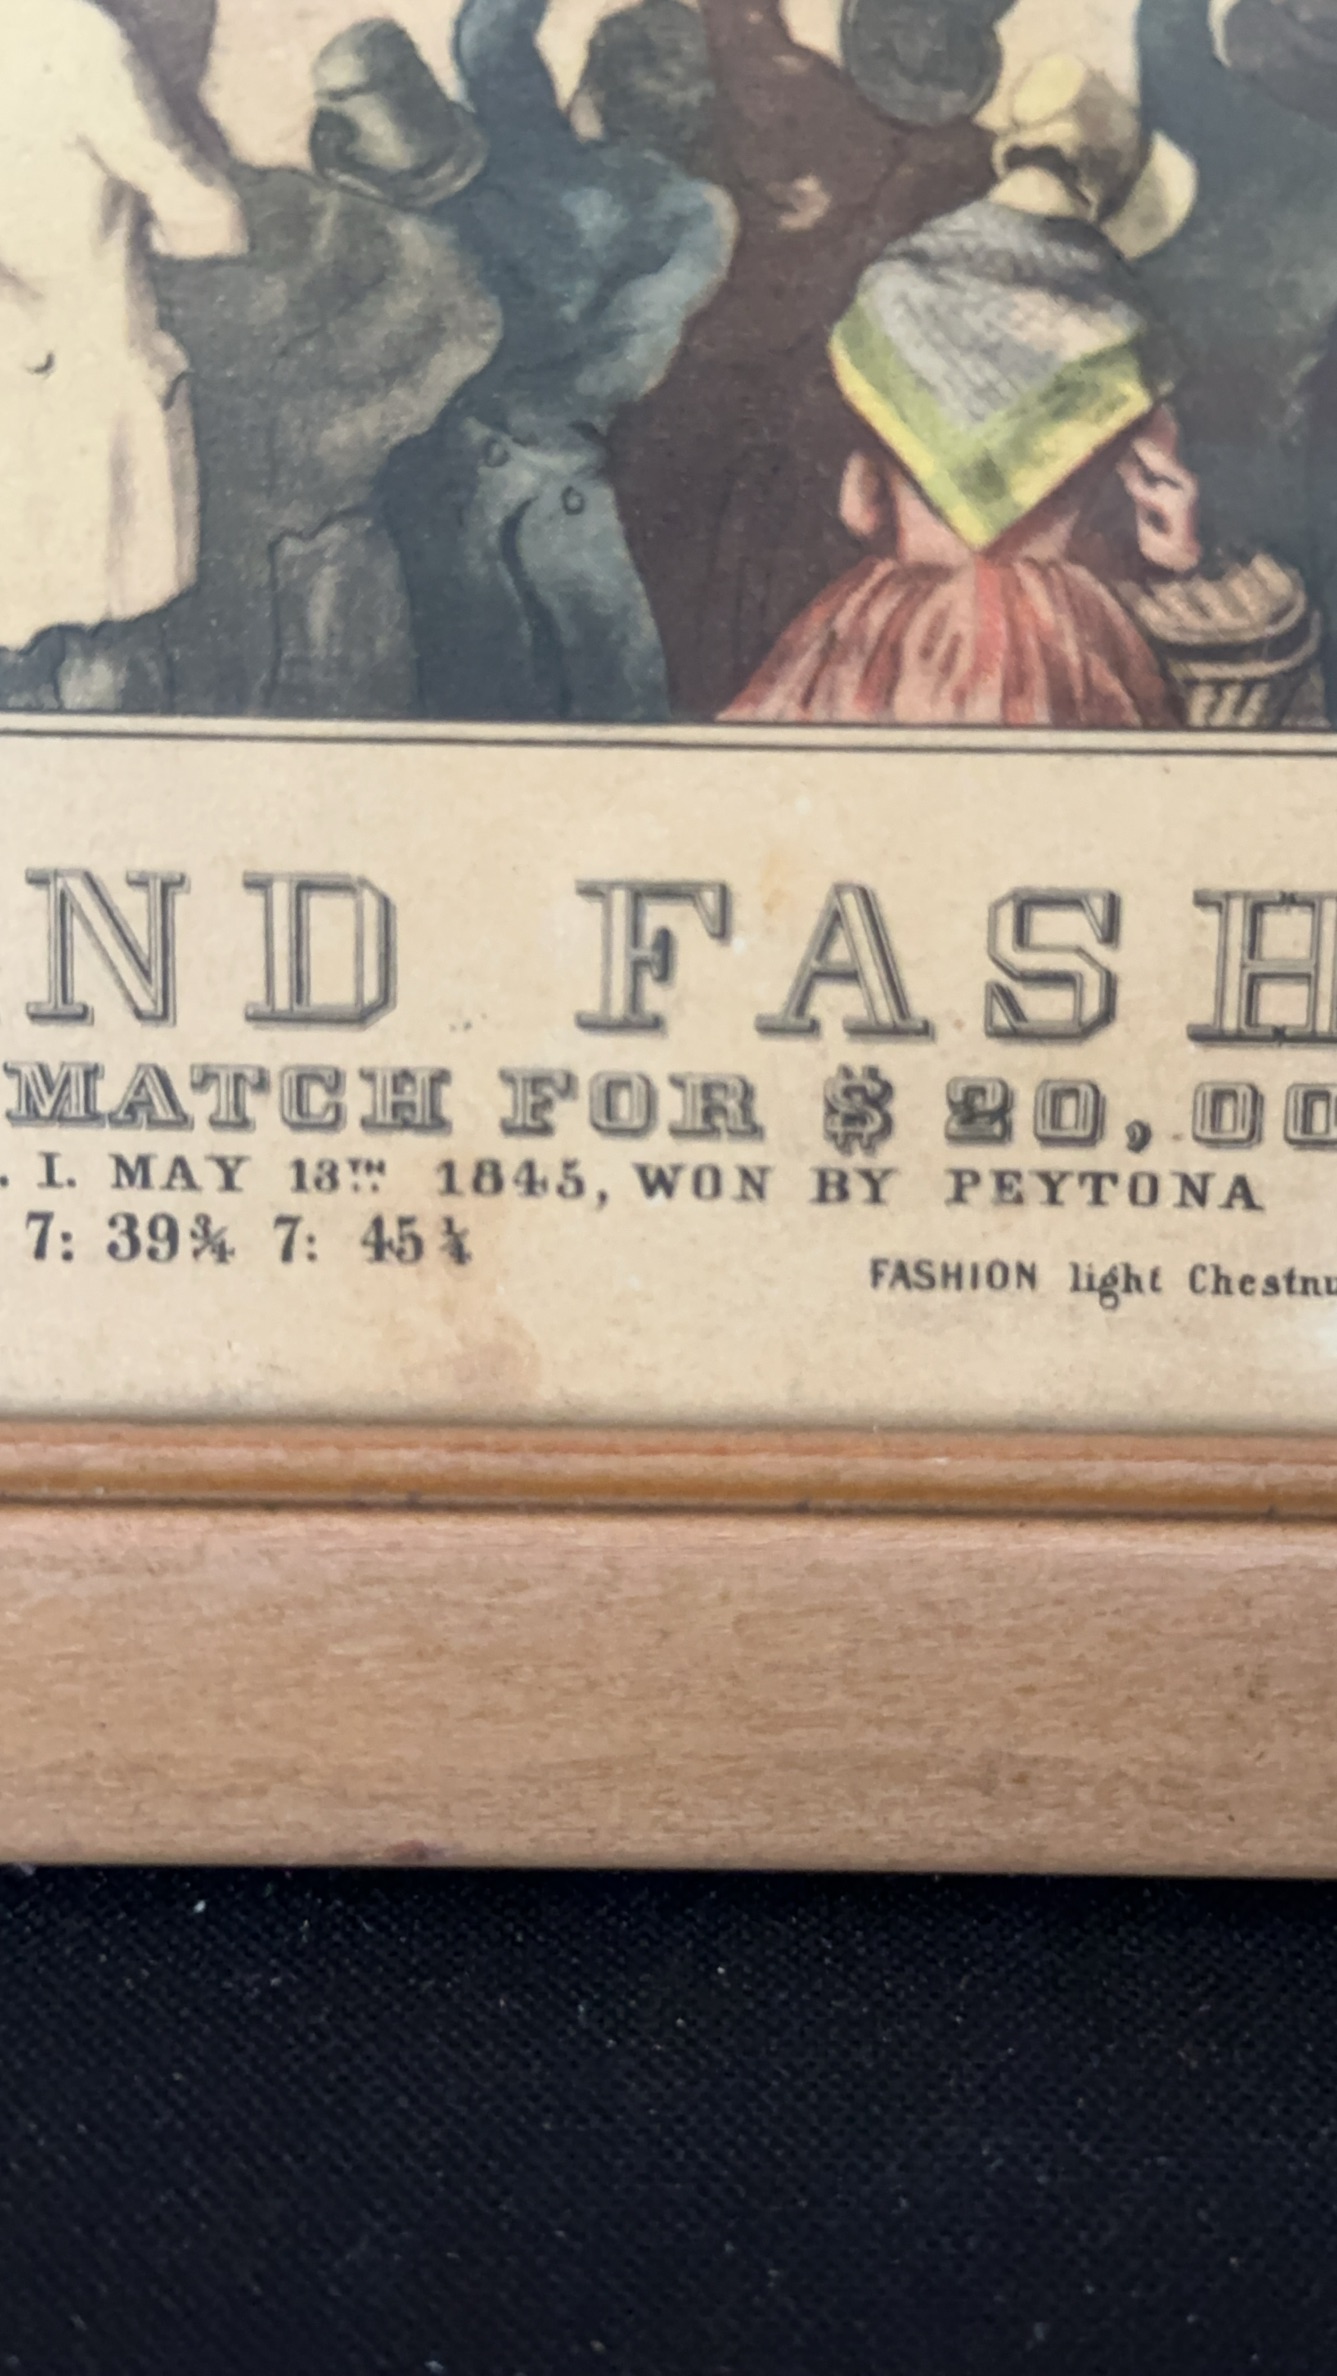 ND FASH
MATCH FOR $ 20,00
. I. MAY 13TH 1845, WON BY PEYTONA
7: 39¾ 7: 45¼
FASHION light Chestnu